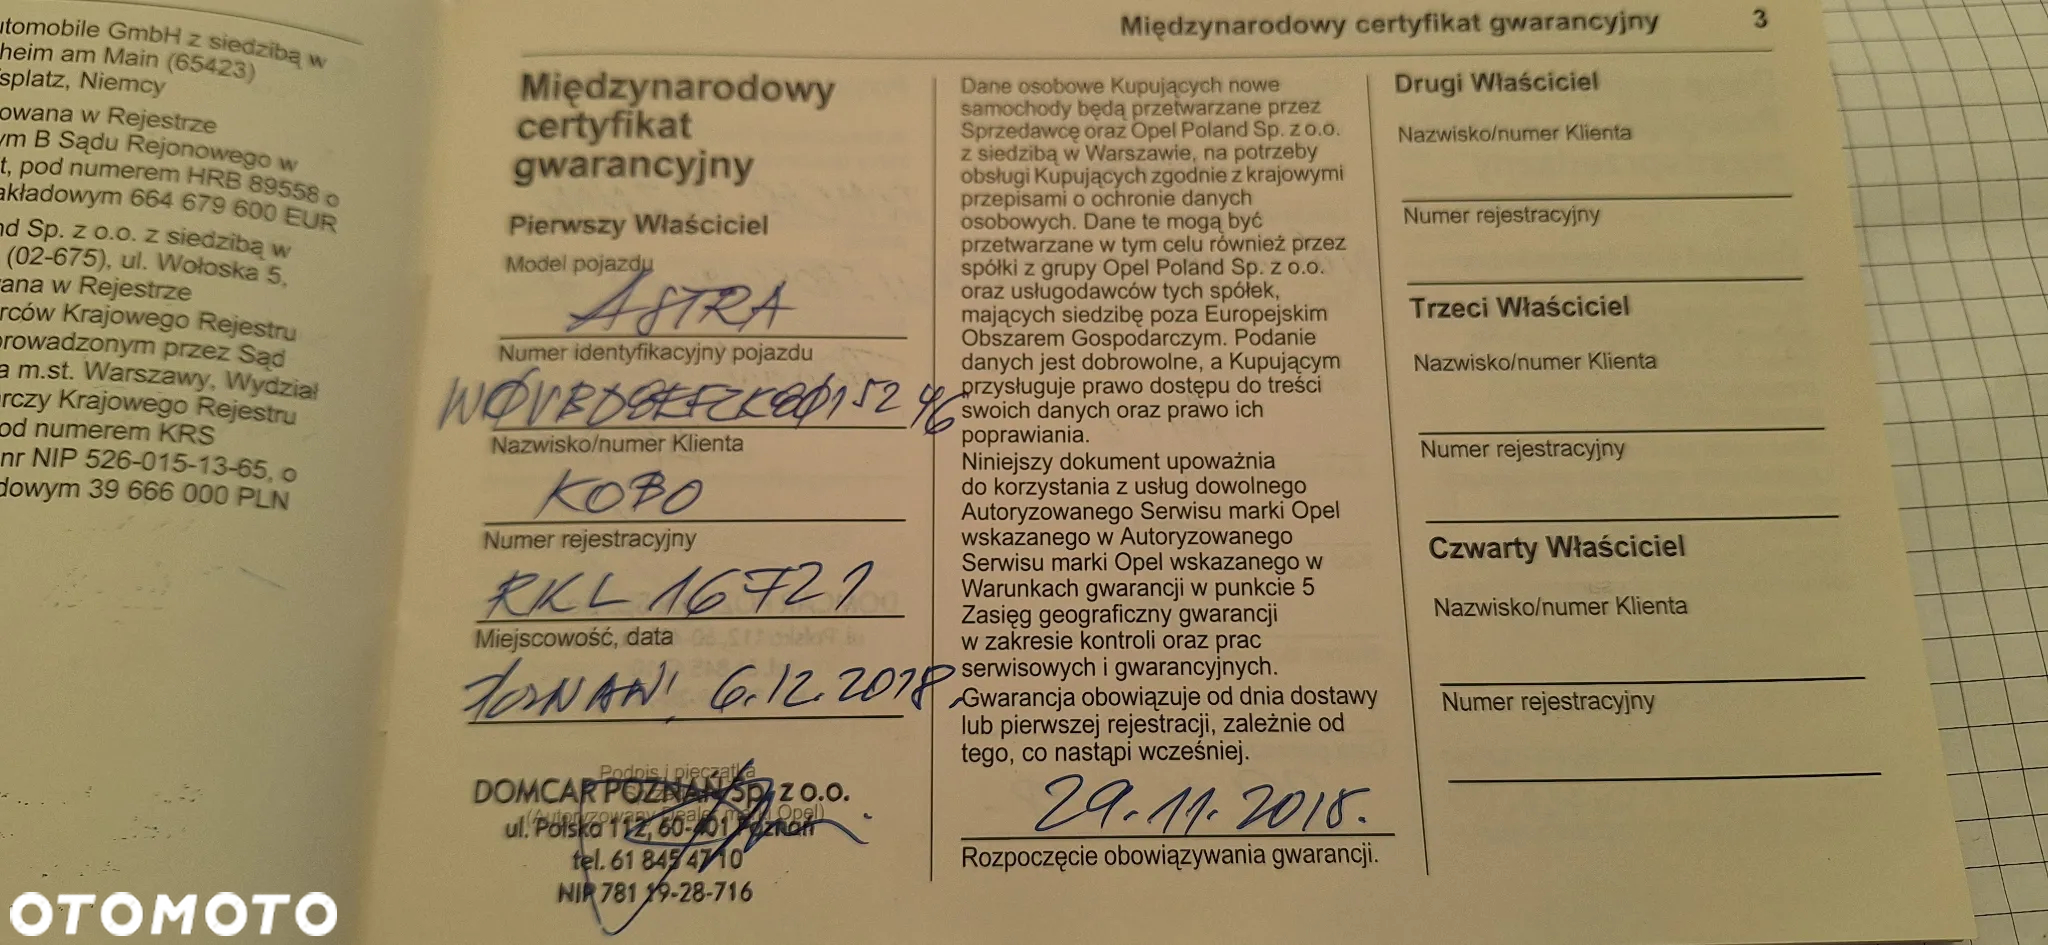 utomobile GmbH z siedzibą w
heim am Main (65423)
splatz, Niemcy
owana w Rejestrze
ym B Sądu Rejonowego w
t, pod numerem HRB 89558 o
akładowym 664 679 600 EUR
nd Sp. z o.o. z siedzibą w
(02-675), ul. Wołoska 5,
ana w Rejestrze
rców Krajowego Rejestru
rowadzonym przez Sąd
a m.st. Warszawy, Wydział
arczy Krajowego Rejestru
od numerem KRS
nr NIP 526-015-13-65, o
dowym 39 666 000 PLN
Międzynarodowy certyfikat gwarancyjny 3
Międzynarodowy
certyfikat
gwarancyjny
Pierwszy Właściciel
Model pojazdu
ASTRA
Numer identyfikacyjny pojazdu
Nazwisko/numer Klienta
KOBO
Numer rejestracyjny
RKL 16721
Miejscowość, data
POZNAŃ, 6.12.2018
Podpis i pieczątka
DOMCAR POZNAŃ Sp. z o.o.
(Autoryzowany Dealer marki Opel)
ul. Polska 112, 60-401 Poznań
tel. 61 845 47 10
NIP 781 19-28-716
Dane osobowe Kupujących nowe
samochody będą przetwarzane przez
Sprzedawcę oraz Opel Poland Sp. z o.o.
z siedzibą w Warszawie, na potrzeby
obsługi Kupujących zgodnie z krajowymi
przepisami o ochronie danych
osobowych. Dane te mogą być
przetwarzane w tym celu również przez
spółki z grupy Opel Poland Sp. z o.o.
oraz usługodawców tych spółek,
mających siedzibę poza Europejskim
Obszarem Gospodarczym. Podanie
danych jest dobrowolne, a Kupującym
przysługuje prawo dostępu do treści
swoich danych oraz prawo ich
poprawiania.
Niniejszy dokument upoważnia
do korzystania z usług dowolnego
Autoryzowanego Serwisu marki Opel
wskazanego w Autoryzowanego
Serwisu marki Opel wskazanego w
Warunkach gwarancji w punkcie 5
Zasięg geograficzny gwarancji
w zakresie kontroli oraz prac
serwisowych i gwarancyjnych.
Gwarancja obowiązuje od dnia dostawy
lub pierwszej rejestracji, zależnie od
tego, co nastąpi wcześniej.
29.11.2018.
Rozpoczęcie obowiązywania gwarancji.
Drugi Właściciel
Nazwisko/numer Klienta
Numer rejestracyjny
Trzeci Właściciel
Nazwisko/numer Klienta
Numer rejestracyjny
Czwarty Właściciel
Nazwisko/numer Klienta
Numer rejestracyjny
OTOMOTO